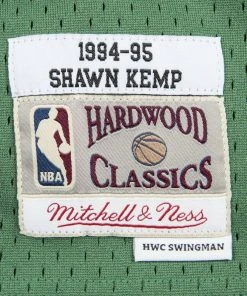 1994-95
SHAWN KEMP
NBA
HARDWOOD
CLASSICS
Mitchell & Ness
HWC SWINGMAN